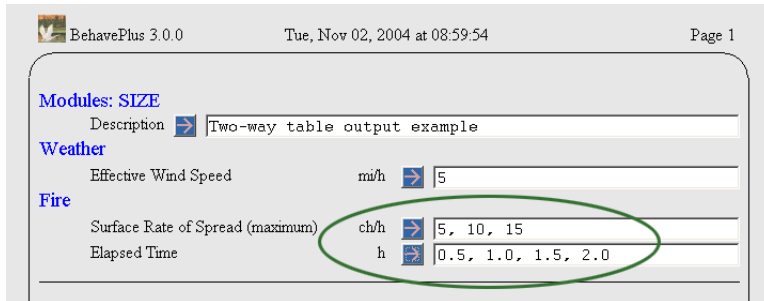 BehavePlus 3.0.0 Tue, Nov 02, 2004 at 08:59:54 Page 1
Modules: SIZE
Description Two-way table output example
Weather
Effective Wind Speed mi/h 5
Fire
Surface Rate of Spread (maximum) ch/h 5, 10, 15
Elapsed Time h 0.5, 1.0, 1.5, 2.0